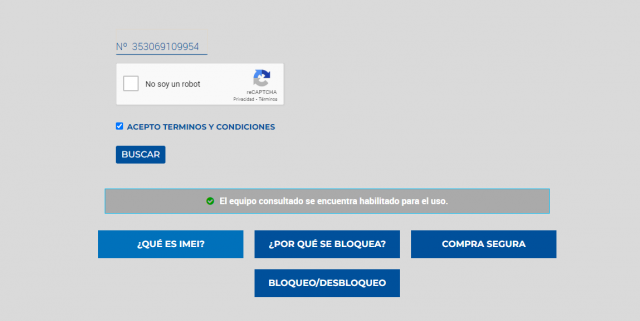 Nº 353069109954
No soy un robot
reCAPTCHA
Privacidad • Términos
ACEPTO TERMINOS Y CONDICIONES
BUSCAR
El equipo consultado se encuentra habilitado para el uso.
¿QUÉ ES IMEI?
¿POR QUÉ SE BLOQUEA?
COMPRA SEGURA
BLOQUEO/DESBLOQUEO